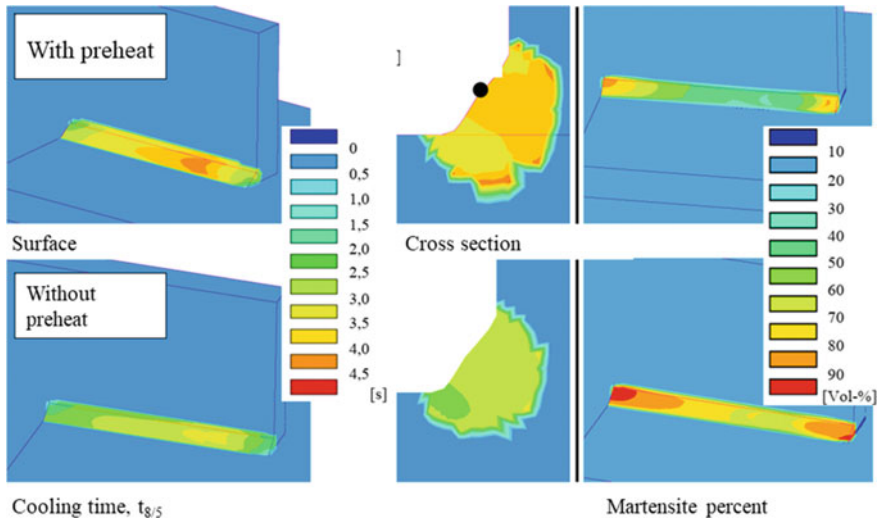 With preheat
]
0
0,5
1,0
1,5
2,0
2,5
3,0
3,5
4,0
4,5
[s]
10
20
30
40
50
60
70
80
90
[Vol-%]
Surface
Cross section
Without
preheat
Cooling time, t8/5
Martensite percent